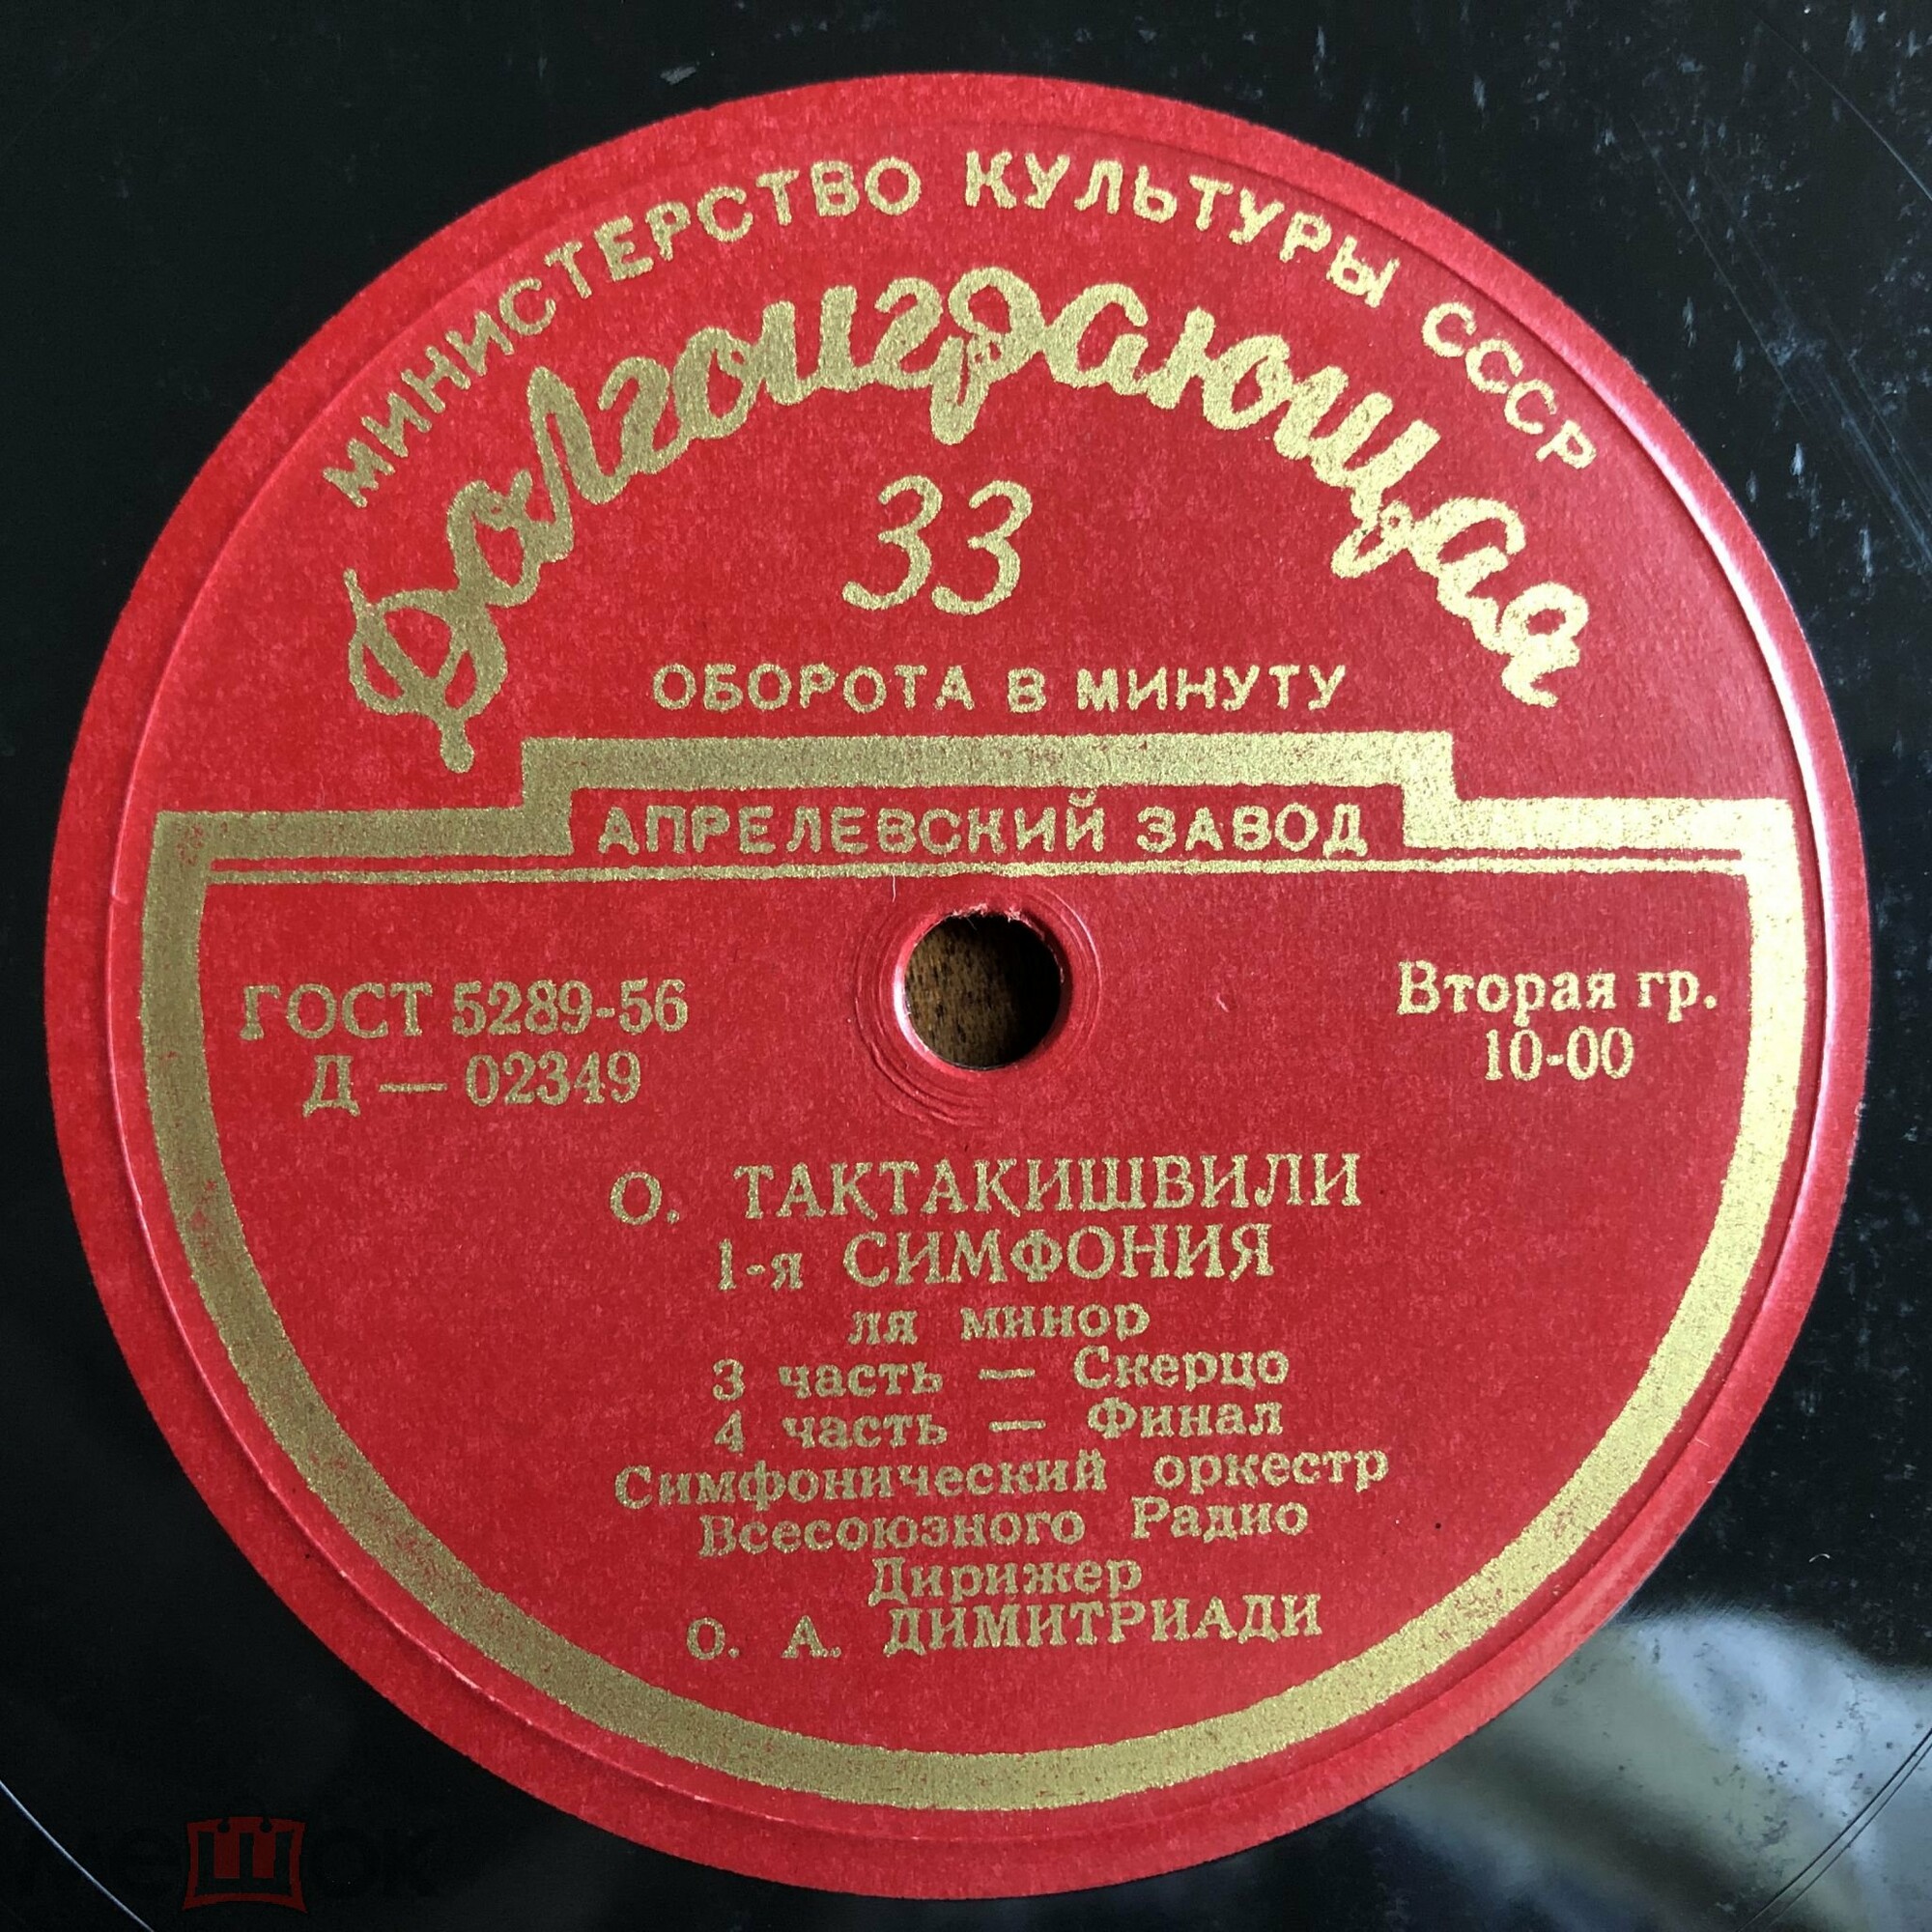 МИНИСТЕРСТВО КУЛЬТУРЫ СССР
Долгоиграющая
33
ОБОРОТА В МИНУТУ
АПРЕЛЕВСКИЙ ЗАВОД
ГОСТ 5289-56
Д — 02349
Вторая гр.
10-00
О. ТАКТАКИШВИЛИ
1-я СИМФОНИЯ
ля минор
3 часть — Скерцо
4 часть — Финал
Симфонический оркестр
Всесоюзного Радио
Дирижер
О. А. ДИМИТРИАДИ
мешок